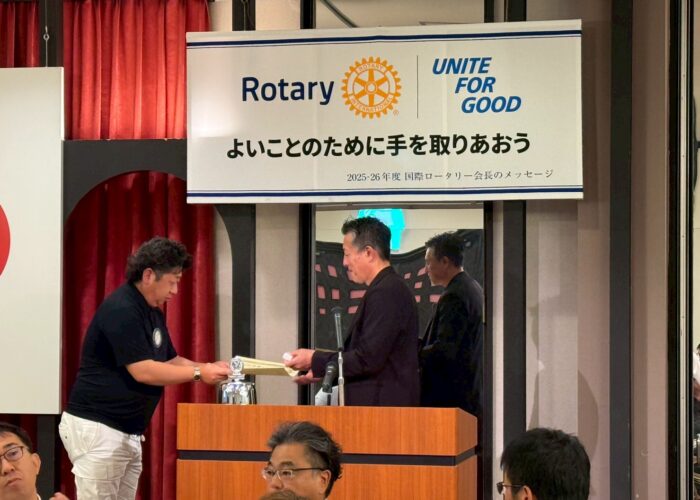 Rotary
ROTARY
INTERNATIONAL
®
UNITE
FOR
GOOD
よいことのために手を取りあおう
2025-26年度 国際ロータリー会長のメッセージ